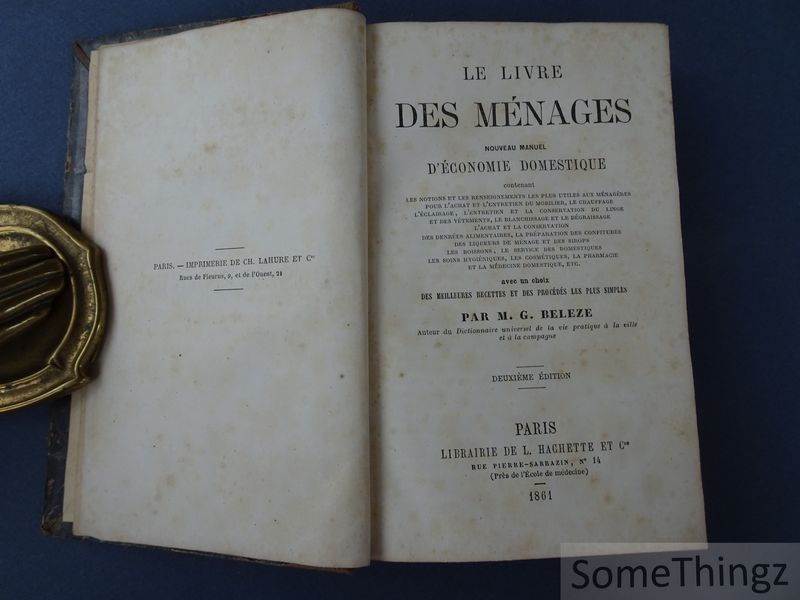 PARIS. — IMPRIMERIE DE CH. LAHURE ET Cie
Rues de Fleurus, 9, et de l'Ouest, 21
LE LIVRE
DES MÉNAGES
NOUVEAU MANUEL
D'ÉCONOMIE DOMESTIQUE
contenant
LES NOTIONS ET LES RENSEIGNEMENTS LES PLUS UTILES AUX MÉNAGÈRES
POUR L'ACHAT ET L'ENTRETIEN DU MOBILIER, LE CHAUFFAGE
L'ÉCLAIRAGE, L'ENTRETIEN ET LA CONSERVATION DU LINGE
ET DES VÊTEMENTS, LE BLANCHISSAGE ET LE DÉGRAISSAGE
L'ACHAT ET LA CONSERVATION
DES DENRÉES ALIMENTAIRES, LA PRÉPARATION DES CONFITURES
DES LIQUEURS DE MÉNAGE ET DES SIROPS
LES BOISSONS, LE SERVICE DES DOMESTIQUES
LES SOINS HYGIÉNIQUES, LES COSMÉTIQUES, LA PHARMACIE
ET LA MÉDECINE DOMESTIQUE, ETC.
avec un choix
DES MEILLEURES RECETTES ET DES PROCÉDÉS LES PLUS SIMPLES
PAR M. G. BELEZE
Auteur du Dictionnaire universel de la vie pratique à la ville
et à la campagne
DEUXIÈME ÉDITION
PARIS
LIBRAIRIE DE L. HACHETTE ET Cie
RUE PIERRE-SARRAZIN, N° 14
(Près de l'École de médecine)
1861
SomeThingz